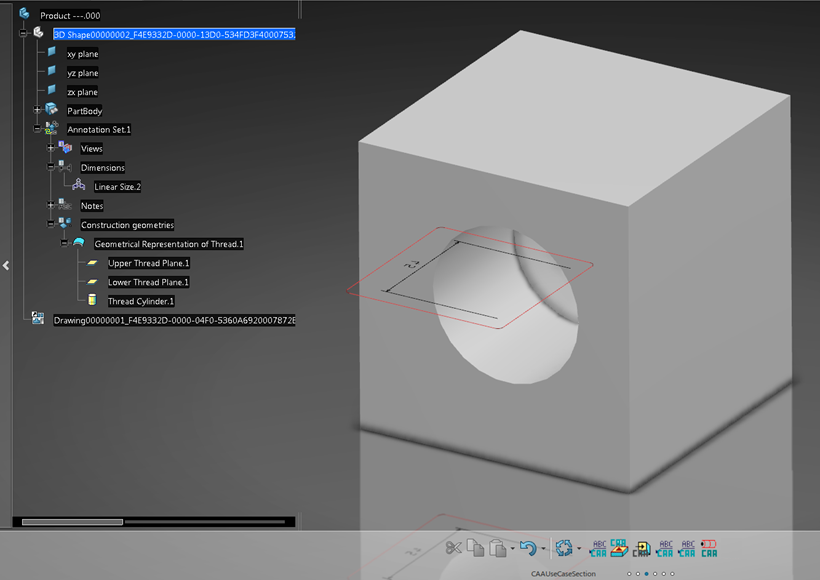 Product ---.000
3D Shape00000002_F4E9332D-0000-13D0-534FD3F4000753.
xy plane
yz plane
zx plane
PartBody
Annotation Set.1
Views
Dimensions
Linear Size.2
Notes
Construction geometries
Geometrical Representation of Thread.1
Upper Thread Plane.1
Lower Thread Plane.1
Thread Cylinder.1
Drawing00000001_F4E9332D-0000-04F0-5360A6920007872E
ABC
CAA
CAA
CAA
ABC
CAA
ABC
CAA
CAA
CAAUseCaseSection